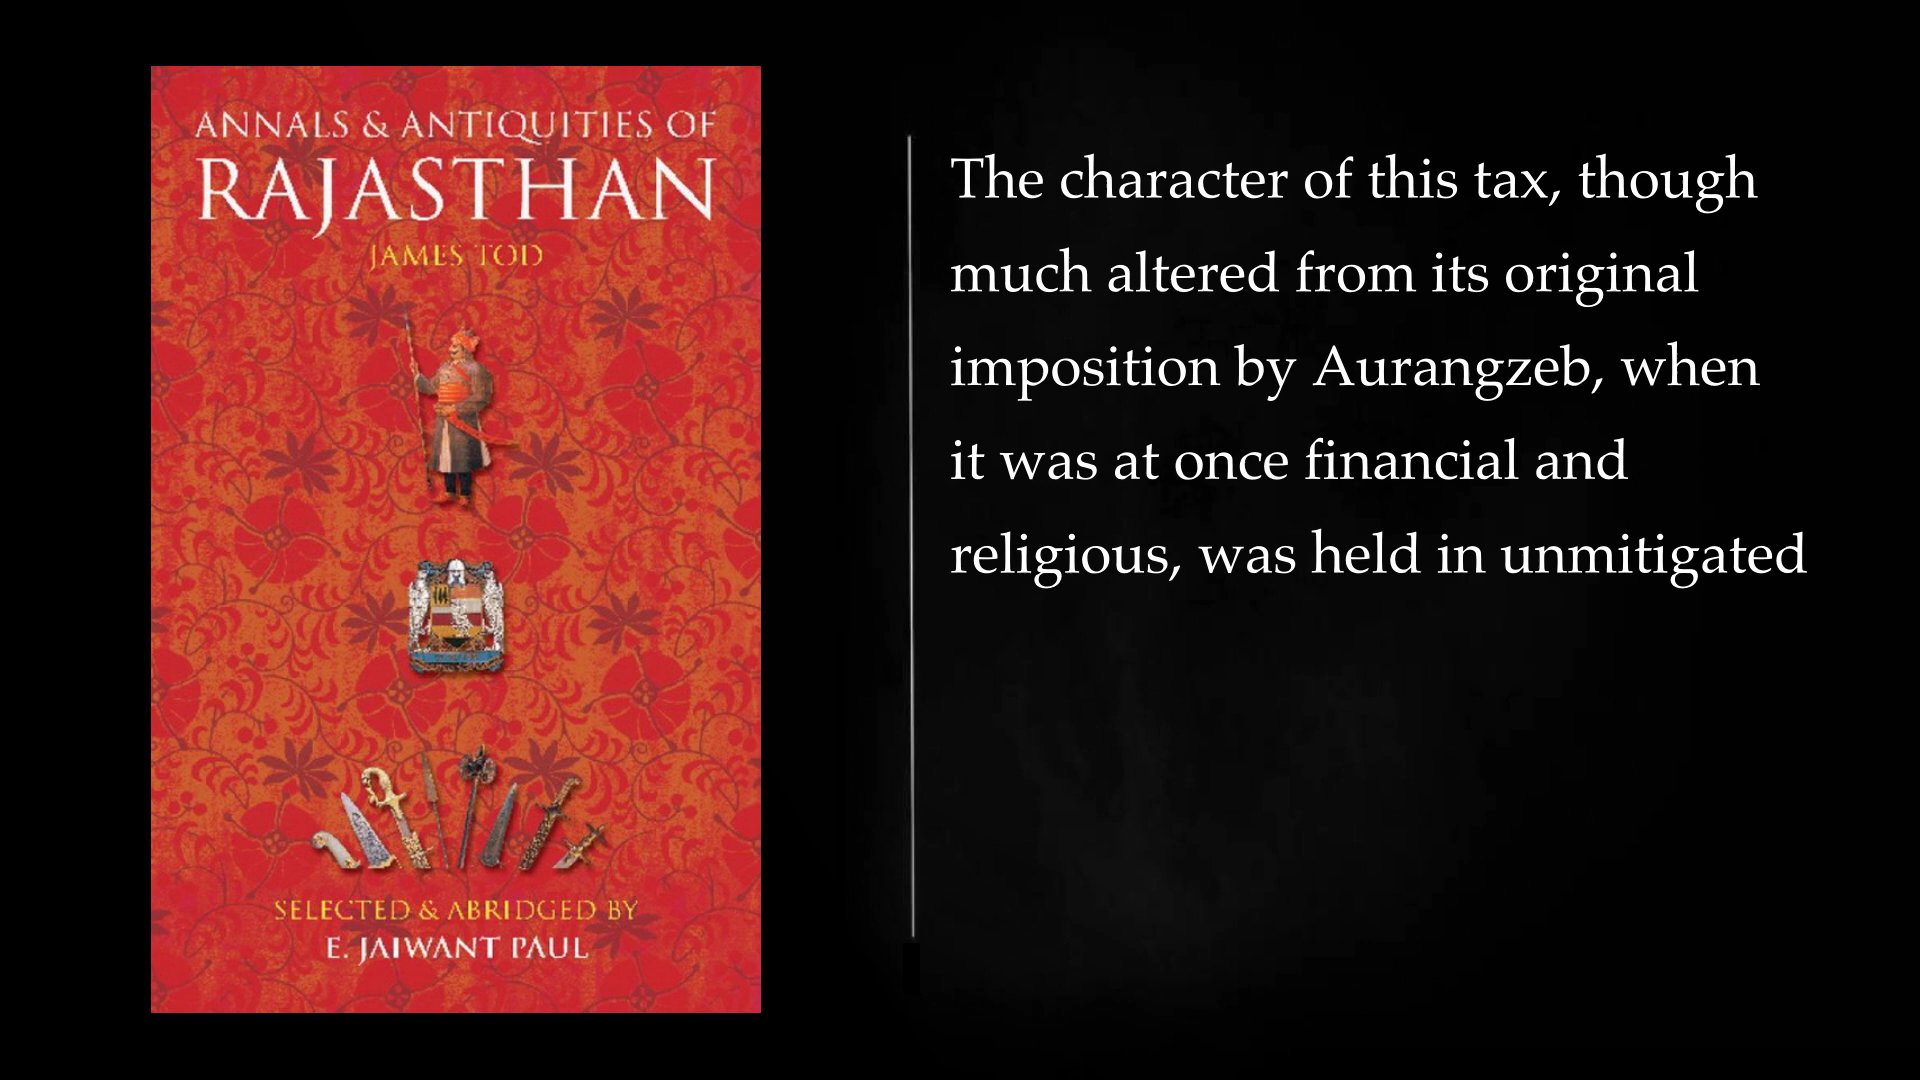 ANNALS & ANTIQUITIES OF
RAJASTHAN
JAMES TOD
SELECTED & ABRIDGED BY
E. JAIWANT PAUL
The character of this tax, though
much altered from its original
imposition by Aurangzeb, when
it was at once financial and
religious, was held in unmitigated